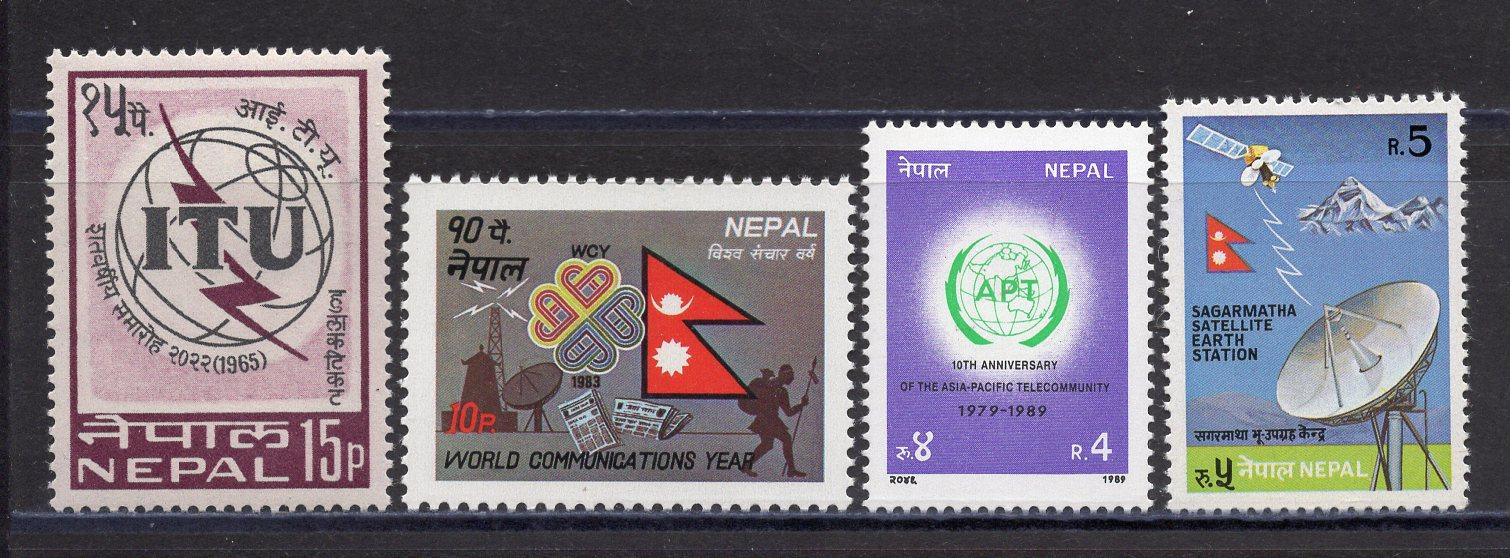 १५पै.
आई. टी. यू.
ITU
शतवर्षीय समारोह २०२२(1965)
नेपाल
NEPAL 15p
१० पै.
नेपाल
NEPAL
विश्व संचार वर्ष
WCY
1983
10P.
WORLD COMMUNICATIONS YEAR
नेपाल NEPAL
APT
10TH ANNIVERSARY
OF THE ASIA-PACIFIC TELECOMMUNITY
1979-1989
रु.४ R.4
२०४६ 1989
R.5
SAGARMATHA
SATELLITE
EARTH
STATION
सगरमाथा भू-उपग्रह केन्द्र
रु.५ नेपाल NEPAL